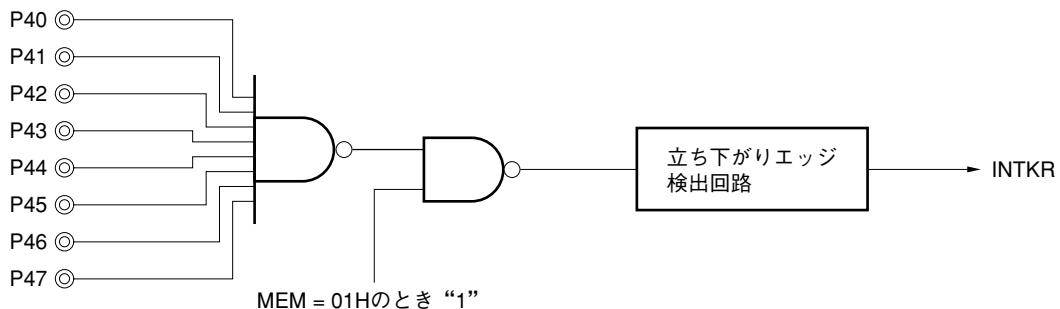 P40
P41
P42
P43
P44
P45
P46
P47
MEM = 01Hのとき “1”
立ち下がりエッジ
検出回路
INTKR